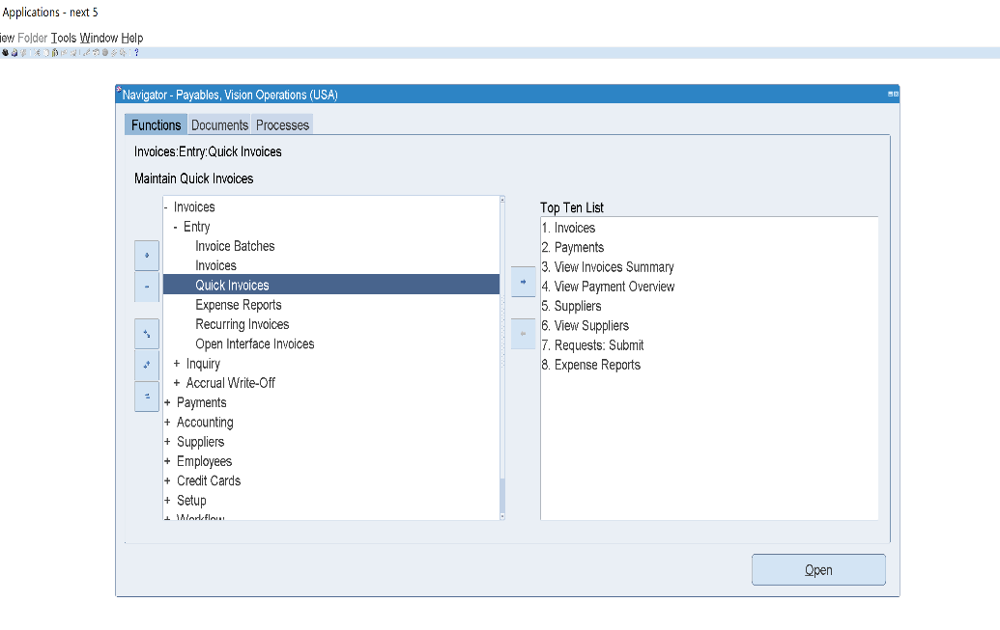 Applications - next 5
iew Folder Tools Window Help
Navigator - Payables, Vision Operations (USA)
Functions Documents Processes
Invoices:Entry:Quick Invoices
Maintain Quick Invoices
- Invoices
- Entry
Invoice Batches
Invoices
Quick Invoices
Expense Reports
Recurring Invoices
Open Interface Invoices
+ Inquiry
+ Accrual Write-Off
+ Payments
+ Accounting
+ Suppliers
+ Employees
+ Credit Cards
+ Setup
+ Workflow
Top Ten List
1. Invoices
2. Payments
3. View Invoices Summary
4. View Payment Overview
5. Suppliers
6. View Suppliers
7. Requests: Submit
8. Expense Reports
Open